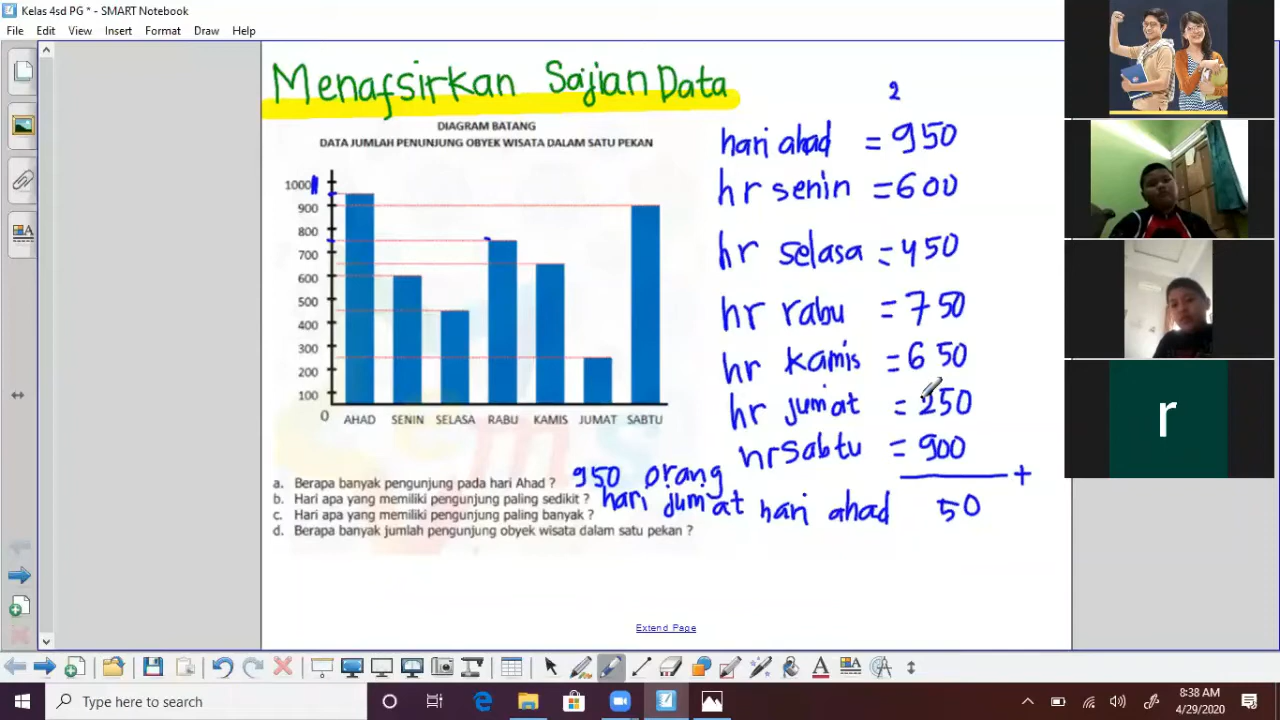 Kelas 4sd PG * - SMART Notebook
File Edit View Insert Format Draw Help
Menafsirkan Sajian Data
DIAGRAM BATANG
DATA JUMLAH PENUNJUNG OBYEK WISATA DALAM SATU PEKAN
1000
900
800
700
600
500
400
300
200
100
0
AHAD SENIN SELASA RABU KAMIS JUMAT SABTU
2
hari ahad = 950
hr senin = 600
hr selasa = 450
hr rabu = 750
hr kamis = 650
hr jumat = 250
hr sabtu = 900
+
50
a. Berapa banyak pengunjung pada hari Ahad ? 950 orang
b. Hari apa yang memiliki pengunjung paling sedikit ? hari jumat
c. Hari apa yang memiliki pengunjung paling banyak ? hari ahad
d. Berapa banyak jumlah pengunjung obyek wisata dalam satu pekan ?
Extend Page
r
Type here to search
8:38 AM
4/29/2020